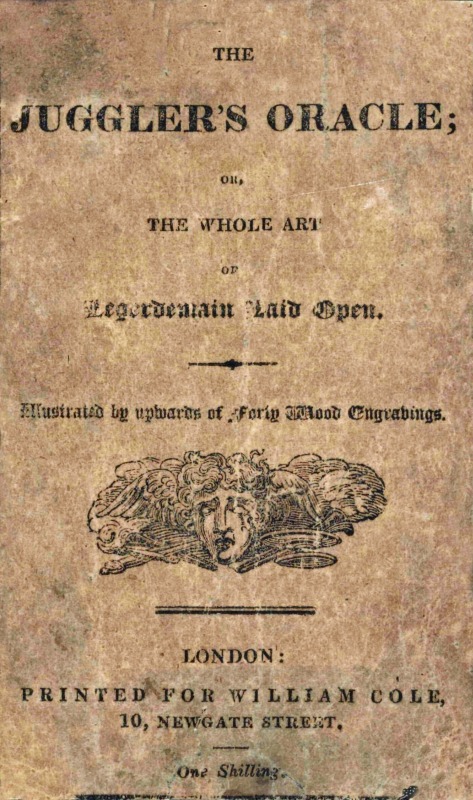 THE
JUGGLER'S ORACLE;
OR,
THE WHOLE ART
OF
Legerdemain Laid Open.
Illustrated by upwards of Forty Wood Engravings.
LONDON:
PRINTED FOR WILLIAM COLE,
10, NEWGATE STREET.
One Shilling.